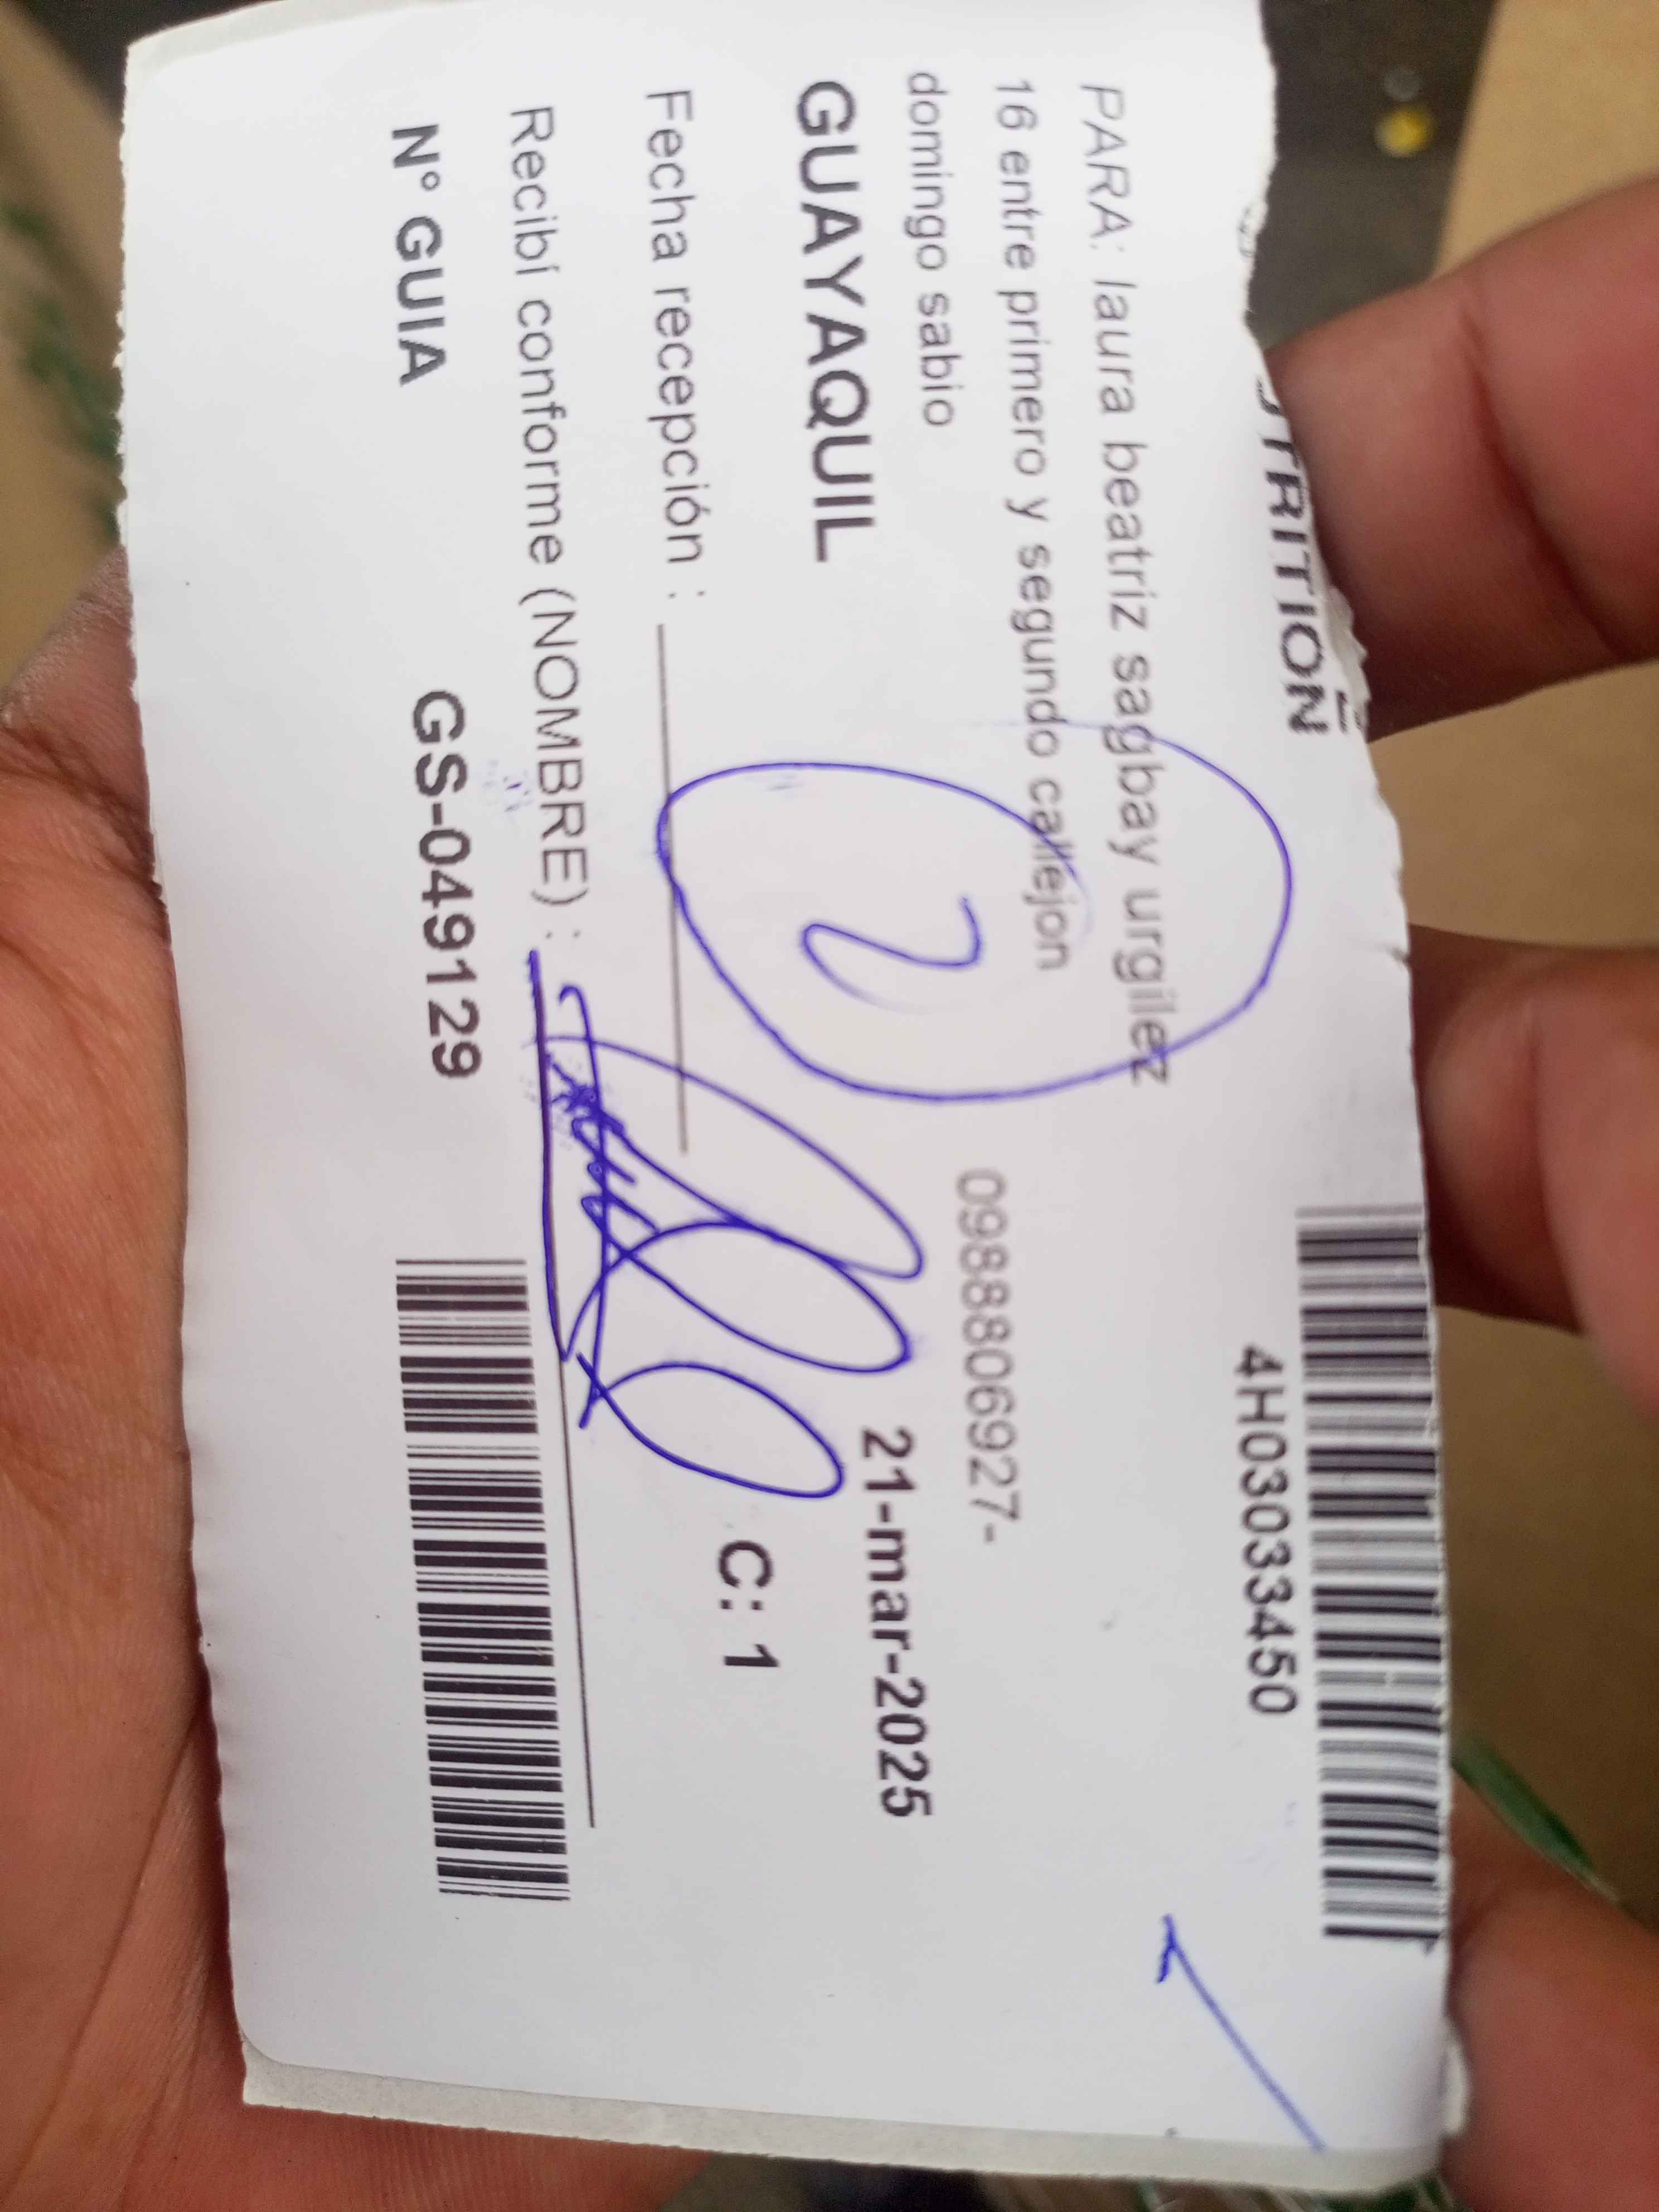 4H03033450
PARA: laura beatriz sagbay urgilez
16 entre primero y segundo callejon
domingo sabio
0988806927-
GUAYAQUIL
21-mar-2025
2
Fecha recepción :
C: 1
Recibí conforme (NOMBRE) :
N° GUIA GS-049129